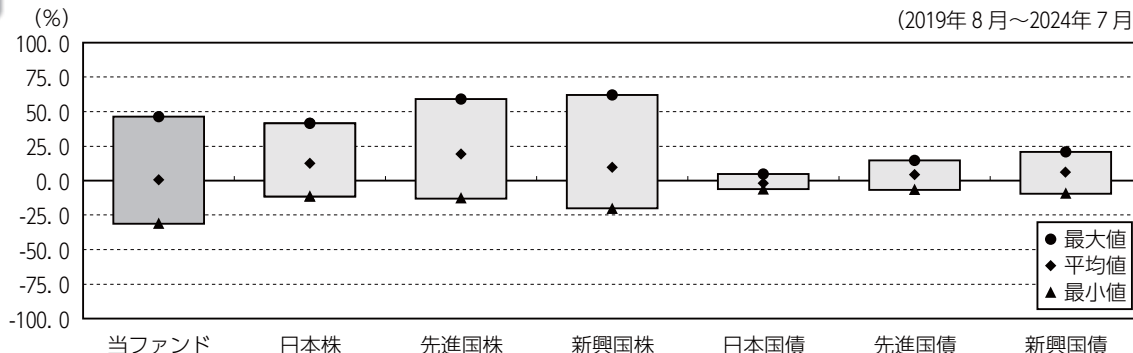 (%)
(2019年8月～2024年7月
100.0
75.0
50.0
25.0
0.0
-25.0
-50.0
-75.0
-100.0
● 最大値
◆ 平均値
▲ 最小値
当ファンド 日本株 先進国株 新興国株 日本国債 先進国債 新興国債